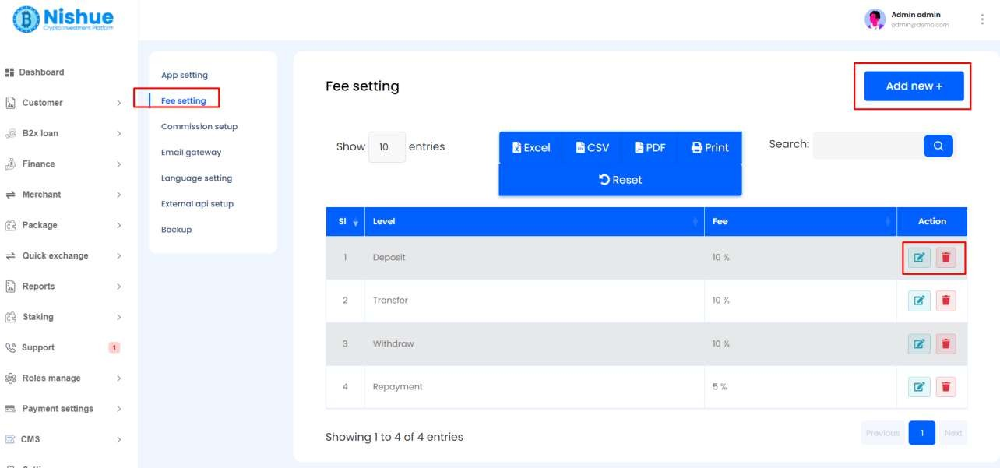 Nishue
Crypto Investment Platform
Admin admin
admin@demo.com
Dashboard
Customer
B2x loan
Finance
Merchant
Package
Quick exchange
Reports
Staking
Support 1
Roles manage
Payment settings
CMS
App setting
Fee setting
Commission setup
Email gateway
Language setting
External api setup
Backup
Fee setting
Add new +
Show 10 entries
Excel CSV PDF Print
Reset
Search:
Sl Level Fee Action
1 Deposit 10 %
2 Transfer 10 %
3 Withdraw 10 %
4 Repayment 5 %
Showing 1 to 4 of 4 entries
Previous 1 Next